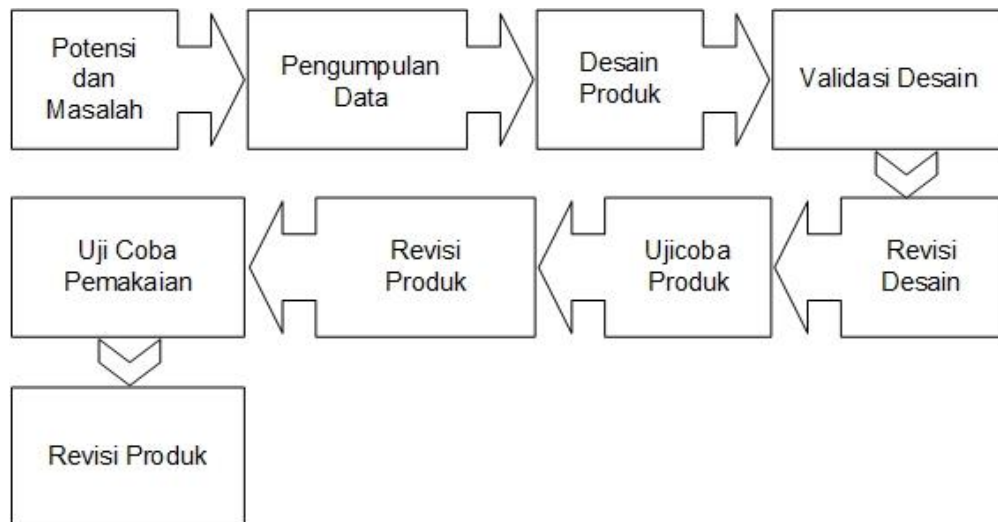 Potensi
dan
Masalah
Pengumpulan
Data
Desain
Produk
Validasi Desain
Revisi
Desain
Ujicoba
Produk
Revisi
Produk
Uji Coba
Pemakaian
Revisi Produk